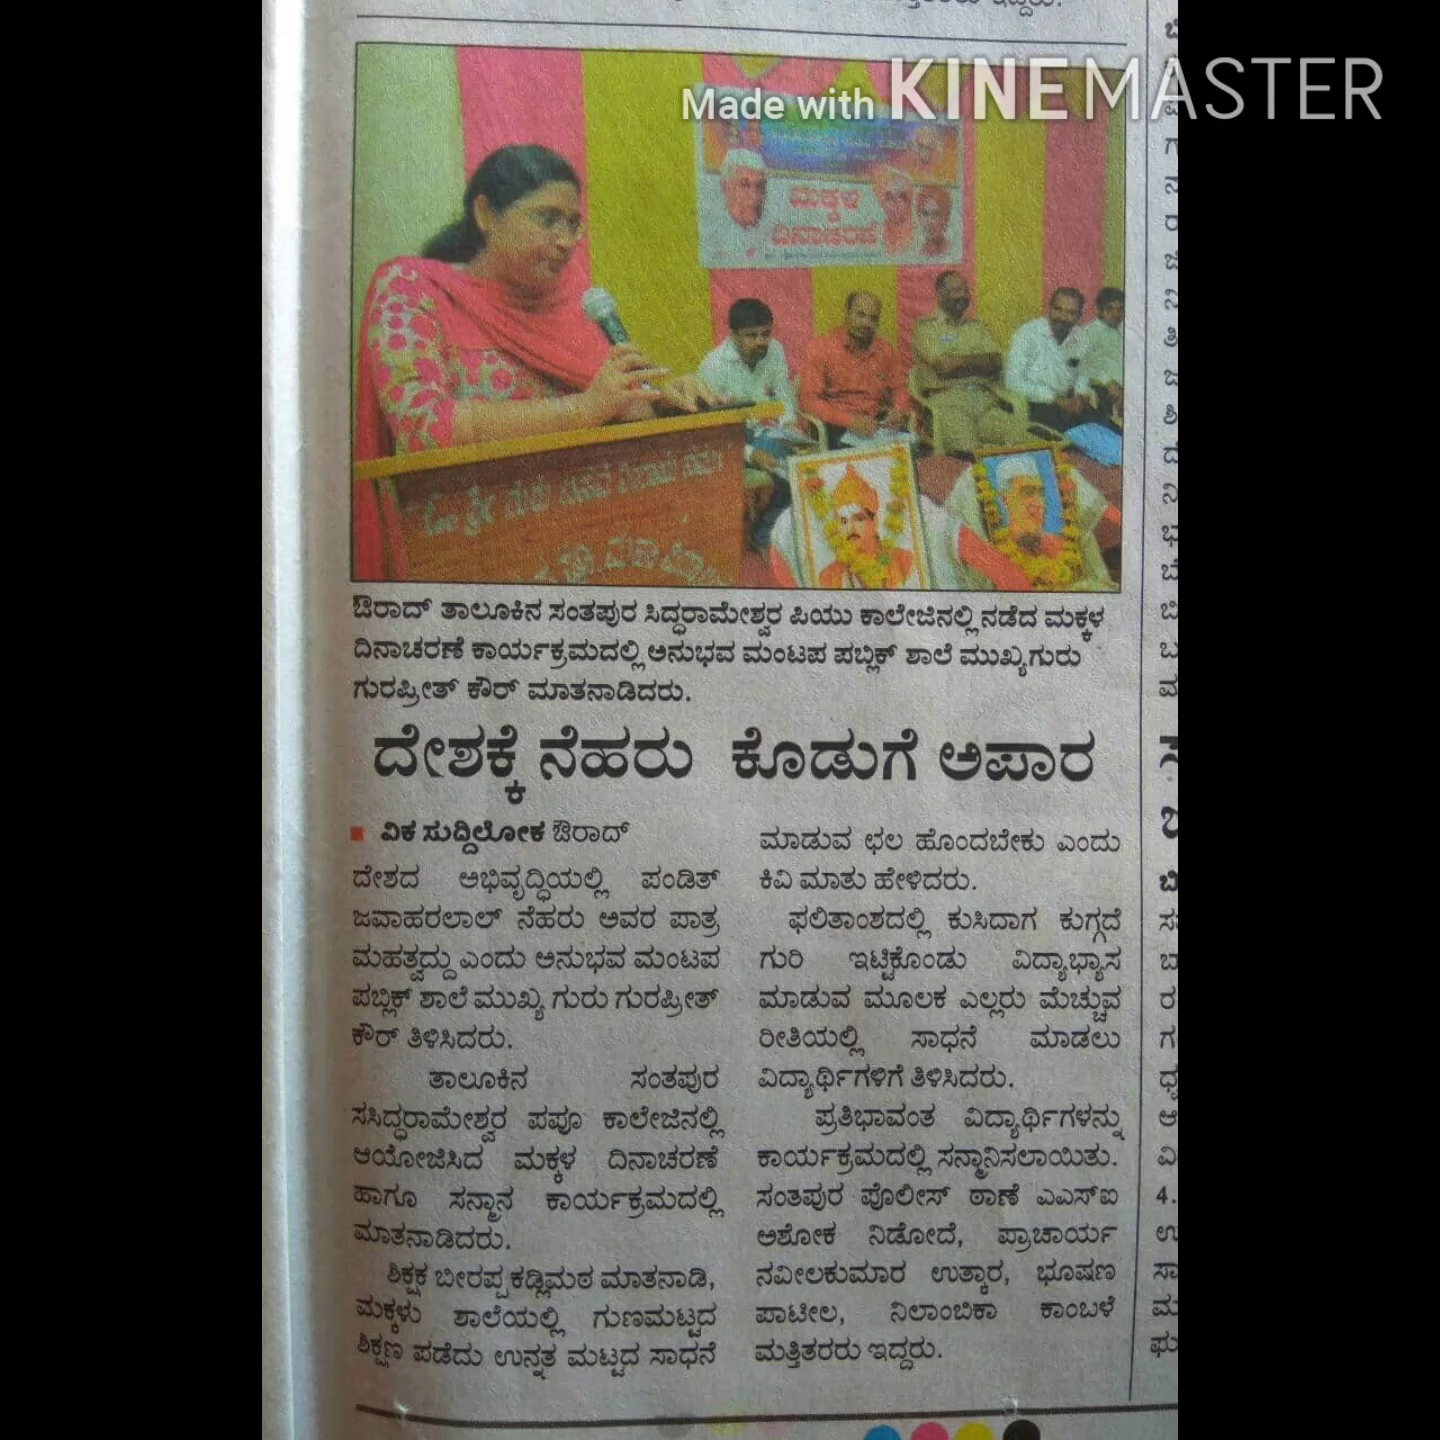 Made with KINEMASTER
ಮಕ್ಕಳ
ದಿನಾಚರಣೆ
ಔರಾದ್ ತಾಲೂಕಿನ ಸಂತಪುರ ಸಿದ್ಧರಾಮೇಶ್ವರ ಪಿಯು ಕಾಲೇಜಿನಲ್ಲಿ ನಡೆದ ಮಕ್ಕಳ
ದಿನಾಚರಣೆ ಕಾರ್ಯಕ್ರಮದಲ್ಲಿ ಅನುಭವ ಮಂಟಪ ಪಬ್ಲಿಕ್ ಶಾಲೆ ಮುಖ್ಯಗುರು
ಗುರಪ್ರೀತ್ ಕೌರ್ ಮಾತನಾಡಿದರು.
ದೇಶಕ್ಕೆ ನೆಹರು ಕೊಡುಗೆ ಅಪಾರ
ವಿಕ ಸುದ್ದಿಲೋಕ ಔರಾದ್
ದೇಶದ ಅಭಿವೃದ್ಧಿಯಲ್ಲಿ ಪಂಡಿತ್
ಜವಾಹರಲಾಲ್ ನೆಹರು ಅವರ ಪಾತ್ರ
ಮಹತ್ವದ್ದು ಎಂದು ಅನುಭವ ಮಂಟಪ
ಪಬ್ಲಿಕ್ ಶಾಲೆ ಮುಖ್ಯ ಗುರು ಗುರಪ್ರೀತ್
ಕೌರ್ ತಿಳಿಸಿದರು.
ತಾಲೂಕಿನ ಸಂತಪುರ
ಸಸಿದ್ಧರಾಮೇಶ್ವರ ಪಪೂ ಕಾಲೇಜಿನಲ್ಲಿ
ಆಯೋಜಿಸಿದ ಮಕ್ಕಳ ದಿನಾಚರಣೆ
ಹಾಗೂ ಸನ್ಮಾನ ಕಾರ್ಯಕ್ರಮದಲ್ಲಿ
ಮಾತನಾಡಿದರು.
ಶಿಕ್ಷಕ ಬೀರಪ್ಪ ಕಡ್ಲಿಮಠ ಮಾತನಾಡಿ,
ಮಕ್ಕಳು ಶಾಲೆಯಲ್ಲಿ ಗುಣಮಟ್ಟದ
ಶಿಕ್ಷಣ ಪಡೆದು ಉನ್ನತ ಮಟ್ಟದ ಸಾಧನೆ
ಮಾಡುವ ಛಲ ಹೊಂದಬೇಕು ಎಂದು
ಕಿವಿ ಮಾತು ಹೇಳಿದರು.
ಫಲಿತಾಂಶದಲ್ಲಿ ಕುಸಿದಾಗ ಕುಗ್ಗದೆ
ಗುರಿ ಇಟ್ಟಿಕೊಂಡು ವಿದ್ಯಾಭ್ಯಾಸ
ಮಾಡುವ ಮೂಲಕ ಎಲ್ಲರು ಮೆಚ್ಚುವ
ರೀತಿಯಲ್ಲಿ ಸಾಧನೆ ಮಾಡಲು
ವಿದ್ಯಾರ್ಥಿಗಳಿಗೆ ತಿಳಿಸಿದರು.
ಪ್ರತಿಭಾವಂತ ವಿದ್ಯಾರ್ಥಿಗಳನ್ನು
ಕಾರ್ಯಕ್ರಮದಲ್ಲಿ ಸನ್ಮಾನಿಸಲಾಯಿತು.
ಸಂತಪುರ ಪೊಲೀಸ್ ಠಾಣೆ ಎಎಸ್ಐ
ಅಶೋಕ ನಿಡೋದೆ, ಪ್ರಾಚಾರ್ಯ
ನವೀಲಕುಮಾರ ಉತ್ಕಾರ, ಭೂಷಣ
ಪಾಟೀಲ, ನಿಲಾಂಬಿಕಾ ಕಾಂಬಳೆ
ಮತ್ತಿತರರು ಇದ್ದರು.